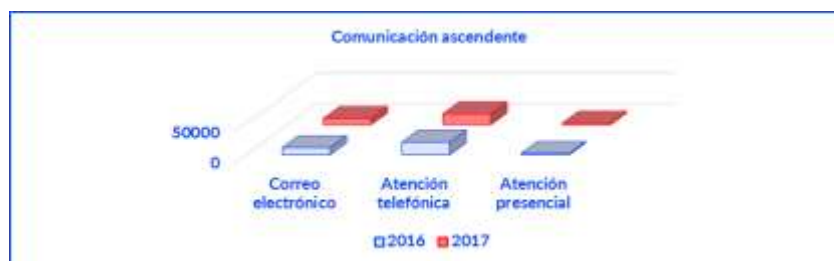 Comunicación ascendente
50000
0
Correo electrónico
Atención telefónica
Atención presencial
2016 2017